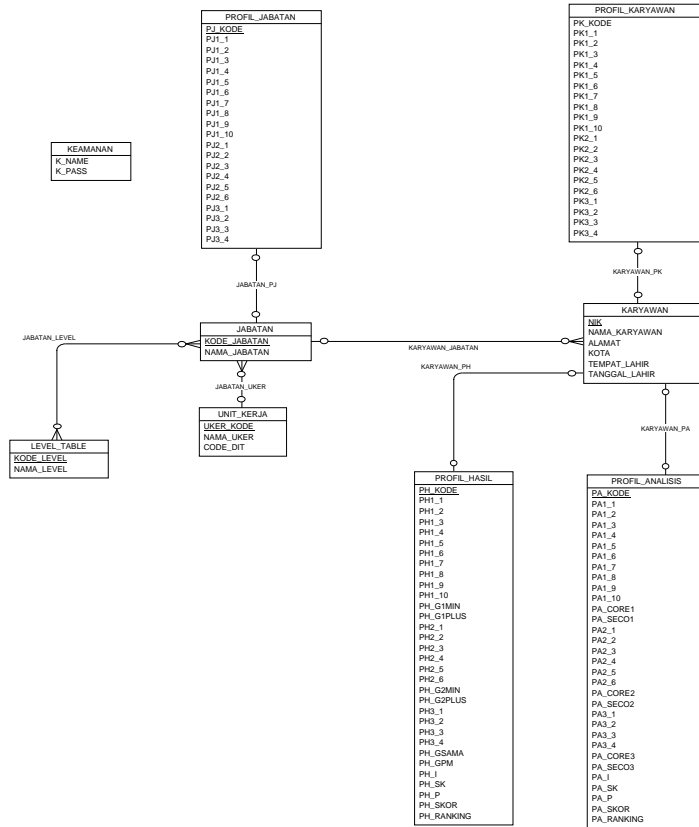 PROFIL_JABATAN
PJ_KODE
PJ1_1
PJ1_2
PJ1_3
PJ1_4
PJ1_5
PJ1_6
PJ1_7
PJ1_8
PJ1_9
PJ1_10
PJ2_1
PJ2_2
PJ2_3
PJ2_4
PJ2_5
PJ2_6
PJ3_1
PJ3_2
PJ3_3
PJ3_4
PROFIL_KARYAWAN
PK_KODE
PK1_1
PK1_2
PK1_3
PK1_4
PK1_5
PK1_6
PK1_7
PK1_8
PK1_9
PK1_10
PK2_1
PK2_2
PK2_3
PK2_4
PK2_5
PK2_6
PK3_1
PK3_2
PK3_3
PK3_4
KEAMANAN
K_NAME
K_PASS
JABATAN_PJ
KARYAWAN_PK
JABATAN_LEVEL
JABATAN
KODE_JABATAN
NAMA_JABATAN
KARYAWAN_JABATAN
KARYAWAN
NIK
NAMA_KARYAWAN
ALAMAT
KOTA
TEMPAT_LAHIR
TANGGAL_LAHIR
KARYAWAN_PH
JABATAN_UKER
UNIT_KERJA
UKER_KODE
NAMA_UKER
CODE_DIT
KARYAWAN_PA
LEVEL_TABLE
KODE_LEVEL
NAMA_LEVEL
PROFIL_HASIL
PH_KODE
PH1_1
PH1_2
PH1_3
PH1_4
PH1_5
PH1_6
PH1_7
PH1_8
PH1_9
PH1_10
PH_G1MIN
PH_G1PLUS
PH2_1
PH2_2
PH2_3
PH2_4
PH2_5
PH2_6
PH_G2MIN
PH_G2PLUS
PH3_1
PH3_2
PH3_3
PH3_4
PH_GSAMA
PH_GPM
PH_I
PH_SK
PH_P
PH_SKOR
PH_RANKING
PROFIL_ANALISIS
PA_KODE
PA1_1
PA1_2
PA1_3
PA1_4
PA1_5
PA1_6
PA1_7
PA1_8
PA1_9
PA1_10
PA_CORE1
PA_SECO1
PA2_1
PA2_2
PA2_3
PA2_4
PA2_5
PA2_6
PA_CORE2
PA_SECO2
PA3_1
PA3_2
PA3_3
PA3_4
PA_CORE3
PA_SECO3
PA_I
PA_SK
PA_P
PA_SKOR
PA_RANKING